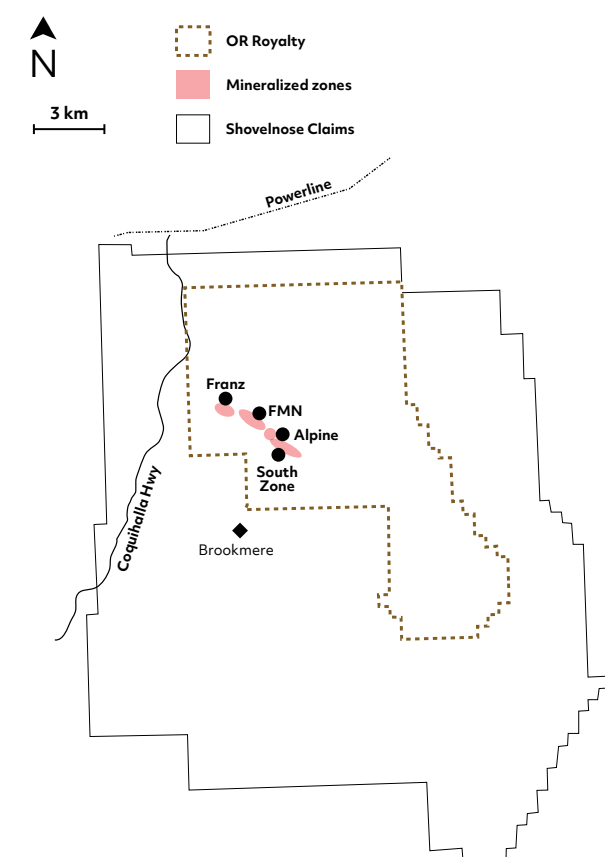 N
OR Royalty
Mineralized zones
3 km
Shovelnose Claims
Powerline
Franz
FMN
Alpine
South
Zone
Coquihalla Hwy
Brookmere